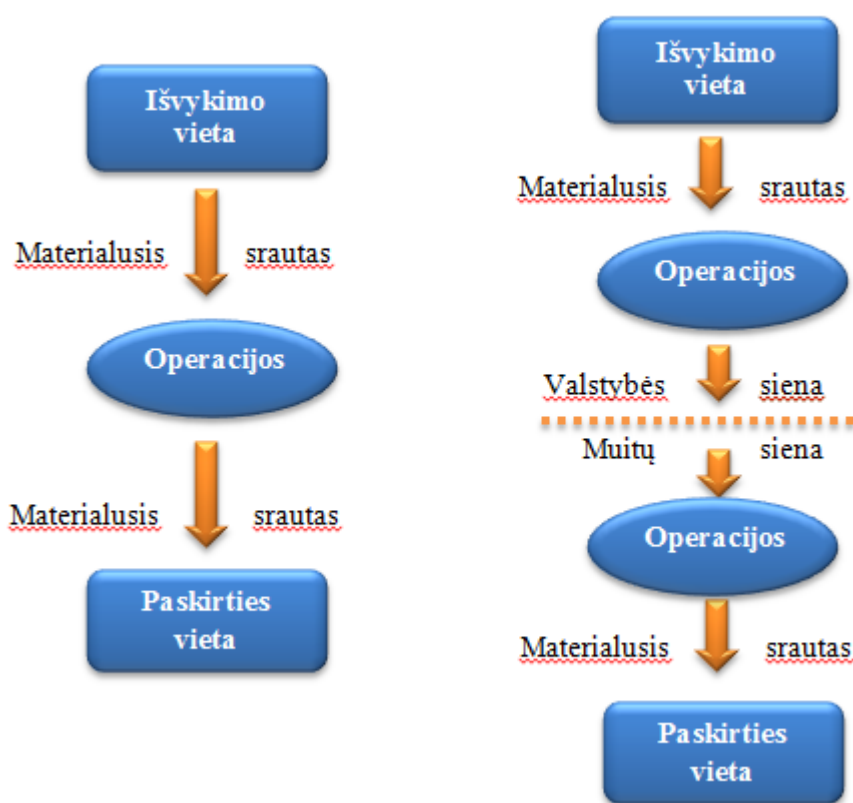 Išvykimo
vieta
Materialusis srautas
Operacijos
Materialusis srautas
Paskirties
vieta
Išvykimo
vieta
Materialusis srautas
Operacijos
Valstybės siena
Muitų siena
Operacijos
Materialusis srautas
Paskirties
vieta